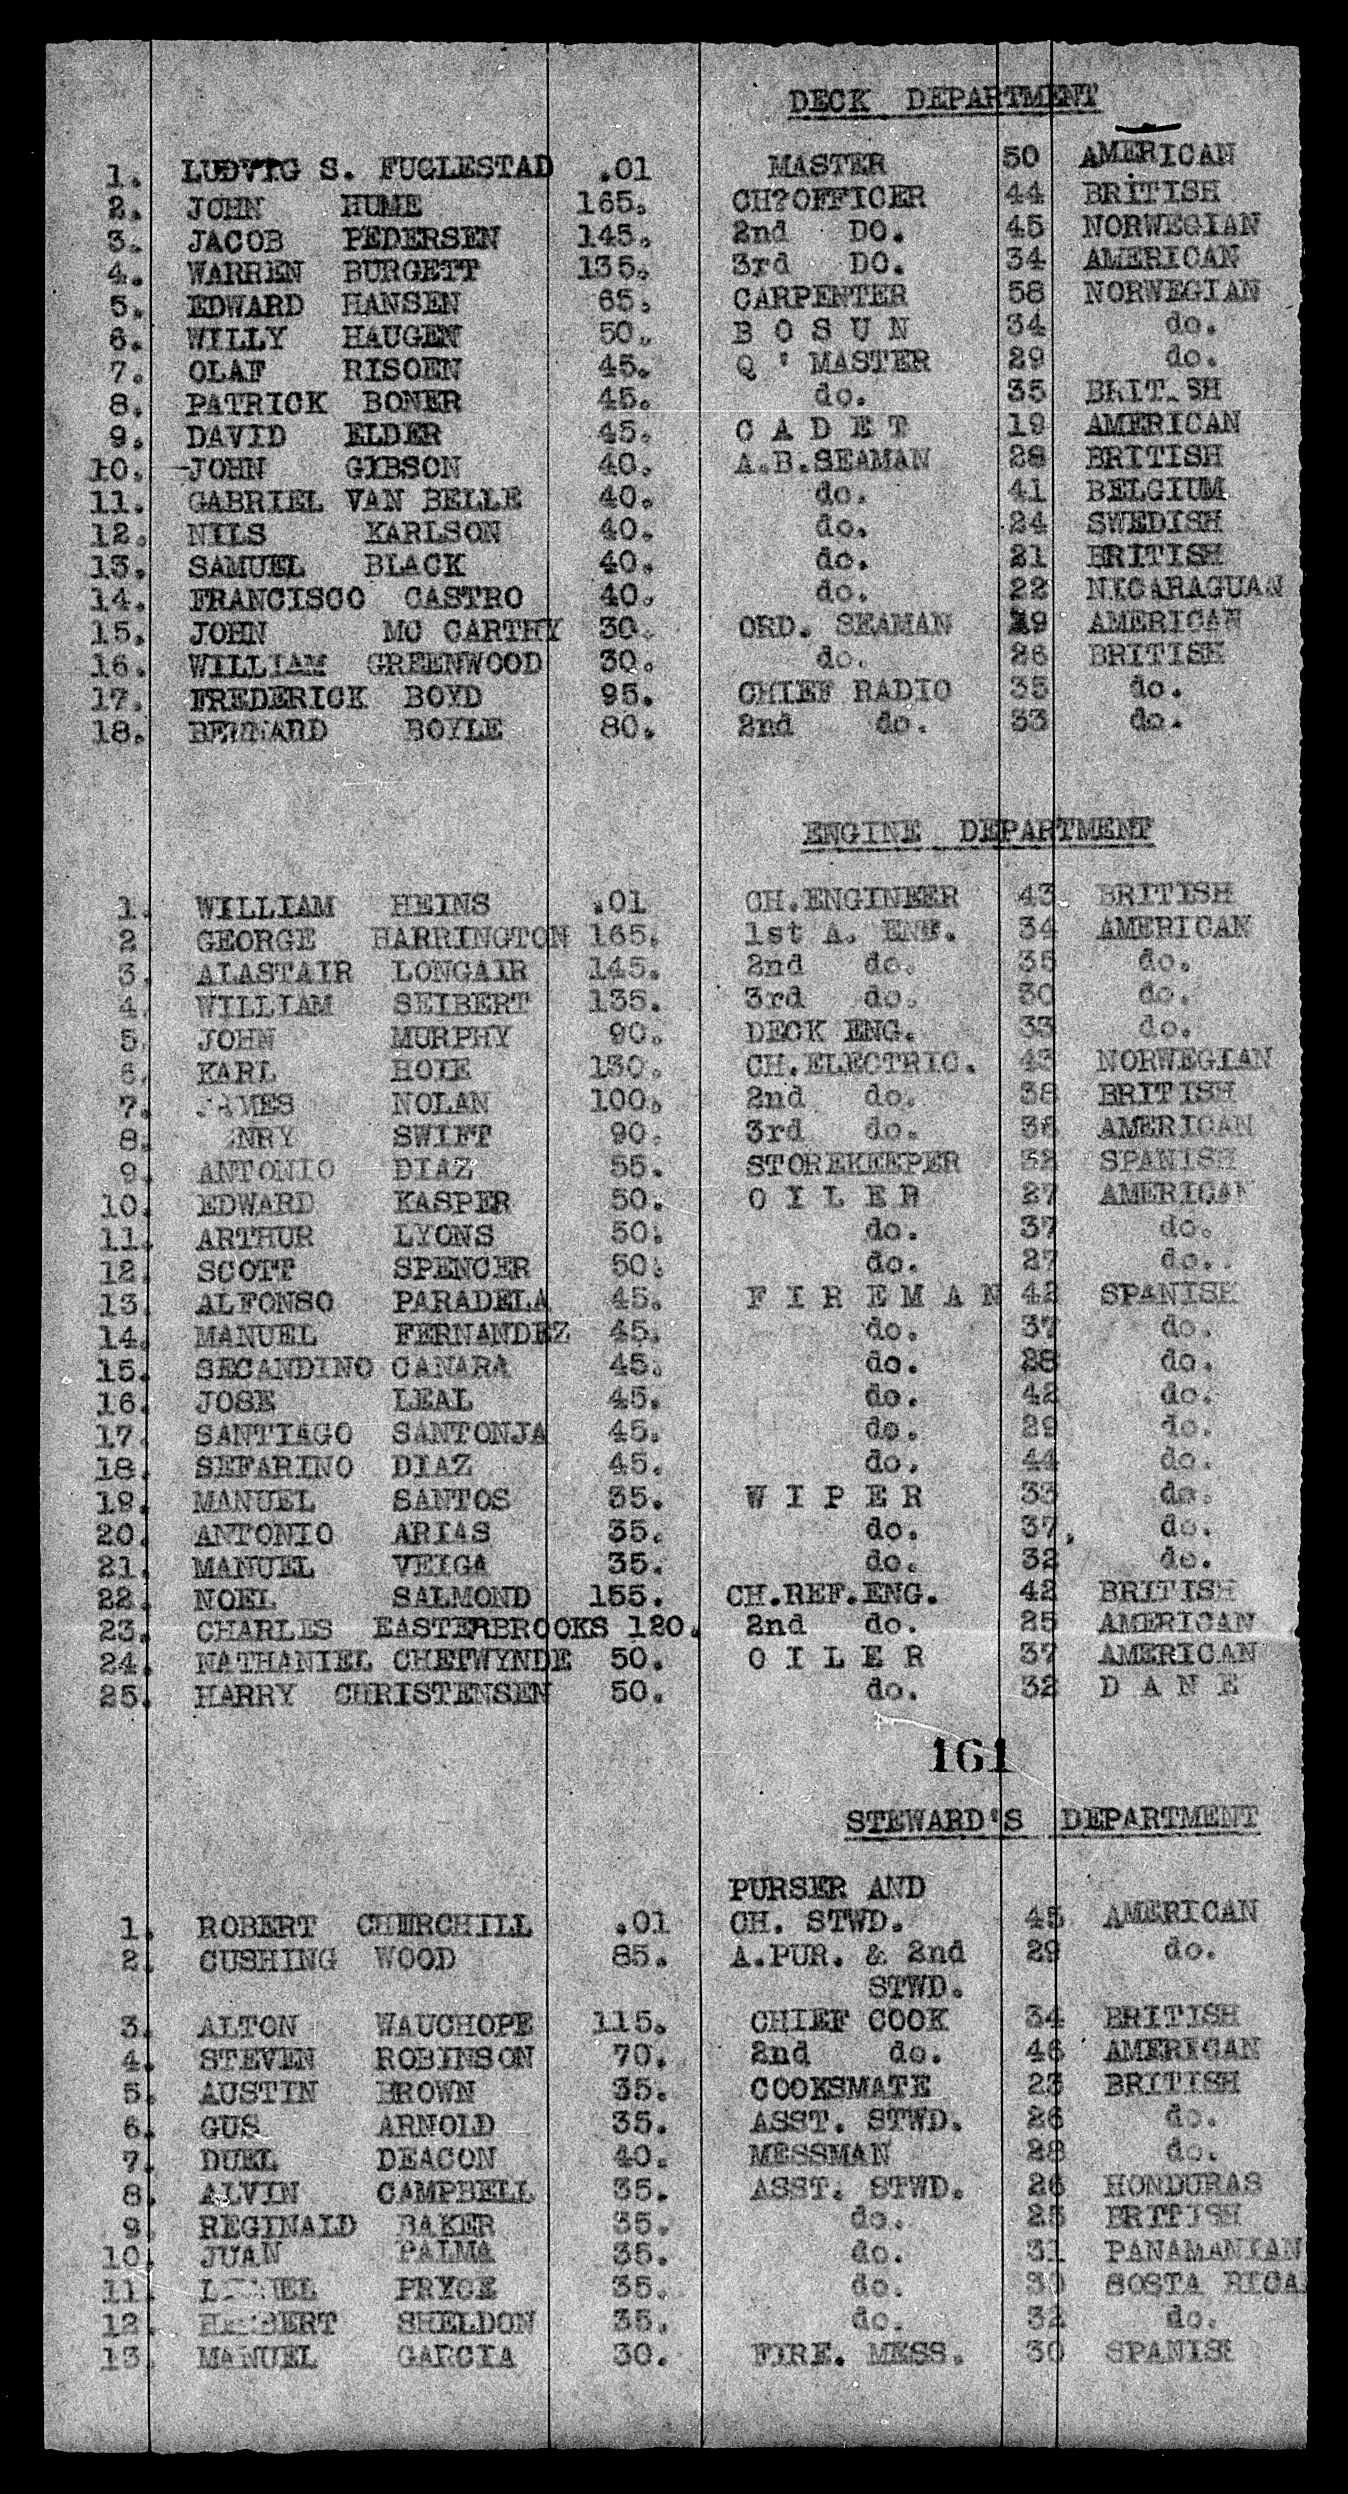 DECK DEPARTMENT
1. LUDVIG S. FUGLESTAD .01 MASTER 50 AMERICAN
2. JOHN HUME 165. CH?OFFICER 44 BRITISH
3. JACOB PEDERSEN 145. 2nd DO. 45 NORWEGIAN
4. WARREN BURGETT 135. 3rd DO. 34 AMERICAN
5. EDWARD HANSEN 65. CARPENTER 58 NORWEGIAN
6. WILLY HAUGEN 50. B O S U N 34 do.
7. OLAF RISOEN 45. Q ' MASTER 29 do.
8. PATRICK BONER 45. do. 35 BRIT.SH
9. DAVID ELDER 45. C A D E T 19 AMERICAN
10. JOHN GIBSON 40. A.B.SEAMAN 28 BRITISH
11. GABRIEL VAN BELLE 40. do. 41 BELGIUM
12. NILS KARLSON 40. do. 24 SWEDISH
13. SAMUEL BLACK 40. do. 21 BRITISH
14. FRANCISCO CASTRO 40. do. 22 NICARAGUAN
15. JOHN MC CARTHY 30. ORD. SEAMAN 19 AMERICAN
16. WILLIAM GREENWOOD 30. do. 26 BRITISH
17. FREDERICK BOYD 95. CHIEF RADIO 35 do.
18. BERNARD BOYLE 80. 2nd do. 33 do.
ENGINE DEPARTMENT
1. WILLIAM HEINS .01 CH.ENGINEER 43 BRITISH
2. GEORGE HARRINGTON 165. 1st A. ENG. 34 AMERICAN
3. ALASTAIR LONGAIR 145. 2nd do. 35 do.
4. WILLIAM SEIBERT 135. 3rd do. 30 do.
5. JOHN MURPHY 90. DECK ENG. 33 do.
6. KARL HOIE 130. CH.ELECTRIC. 43 NORWEGIAN
7. JAMES NOLAN 100. 2nd do. 38 BRITISH
8. NRY SWIFT 90. 3rd do. 36 AMERICAN
9. ANTONIO DIAZ 55. STOREKEEPER 32 SPANISH
10. EDWARD KASPER 50. O I L E R 27 AMERICAN
11. ARTHUR LYONS 50. do. 37 do.
12. SCOTT SPENCER 50. do. 27 do.
13. ALFONSO PARADELA 45. F I R E M A N 42 SPANISH
14. MANUEL FERNANDEZ 45. do. 37 do.
15. SECANDINO CANARA 45. do. 28 do.
16. JOSE LEAL 45. do. 42 do.
17. SANTIAGO SANTONJA 45. do. 29 do.
18. SEFARINO DIAZ 45. do. 44 do.
19. MANUEL SANTOS 35. W I P E R 33 do.
20. ANTONIO ARIAS 35. do. 37, do.
21. MANUEL VEIGA 35. do. 32 do.
22. NOEL SALMOND 155. CH.REF.ENG. 42 BRITISH
23. CHARLES EASTERBROOKS 120. 2nd do. 25 AMERICAN
24. NATHANIEL CHETWYNDE 50. O I L E R 37 AMERICAN
25. HARRY CHRISTENSEN 50. do. 32 D A N E
161
STEWARD'S DEPARTMENT
PURSER AND
1. ROBERT CHURCHILL .01 CH. STWD. 45 AMERICAN
2. CUSHING WOOD 85. A.PUR. & 2nd 29 do.
STWD.
3. ALTON WAUCHOPE 115. CHIEF COOK 34 BRITISH
4. STEVEN ROBINSON 70. 2nd do. 46 AMERICAN
5. AUSTIN BROWN 35. COOKSMATE 23 BRITISH
6. GUS ARNOLD 35. ASST. STWD. 26 do.
7. DUEL DEACON 40. MESSMAN 28 do.
8. ALVIN CAMPBELL 35. ASST. STWD. 26 HONDURAS
9. REGINALD BAKER 35. do. 25 BRITISH
10. JUAN PALMA 35. do. 31 PANAMANIAN
11. PRYCE 35. do. 30 COSTA RICA
12. HERBERT SHELDON 35. do. 32 do.
13. MANUEL GARCIA 30. FIRE. MESS. 30 SPANISH